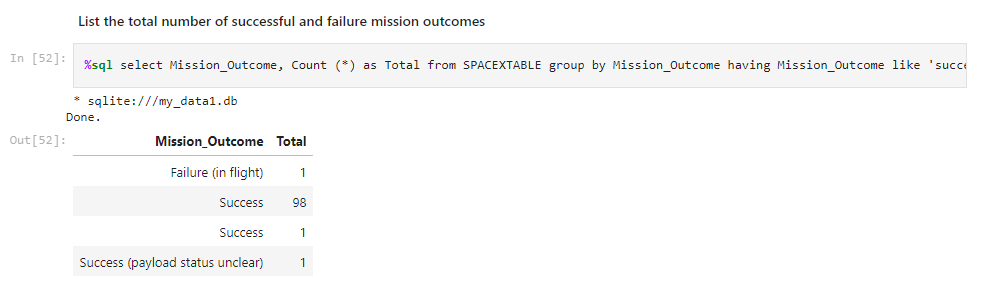 List the total number of successful and failure mission outcomes
In [52]: %sql select Mission_Outcome, Count (*) as Total from SPACEXTABLE group by Mission_Outcome having Mission_Outcome like 'succe
* sqlite:///my_data1.db
Done.
Out[52]:
Mission_Outcome Total
Failure (in flight) 1
Success 98
Success 1
Success (payload status unclear) 1